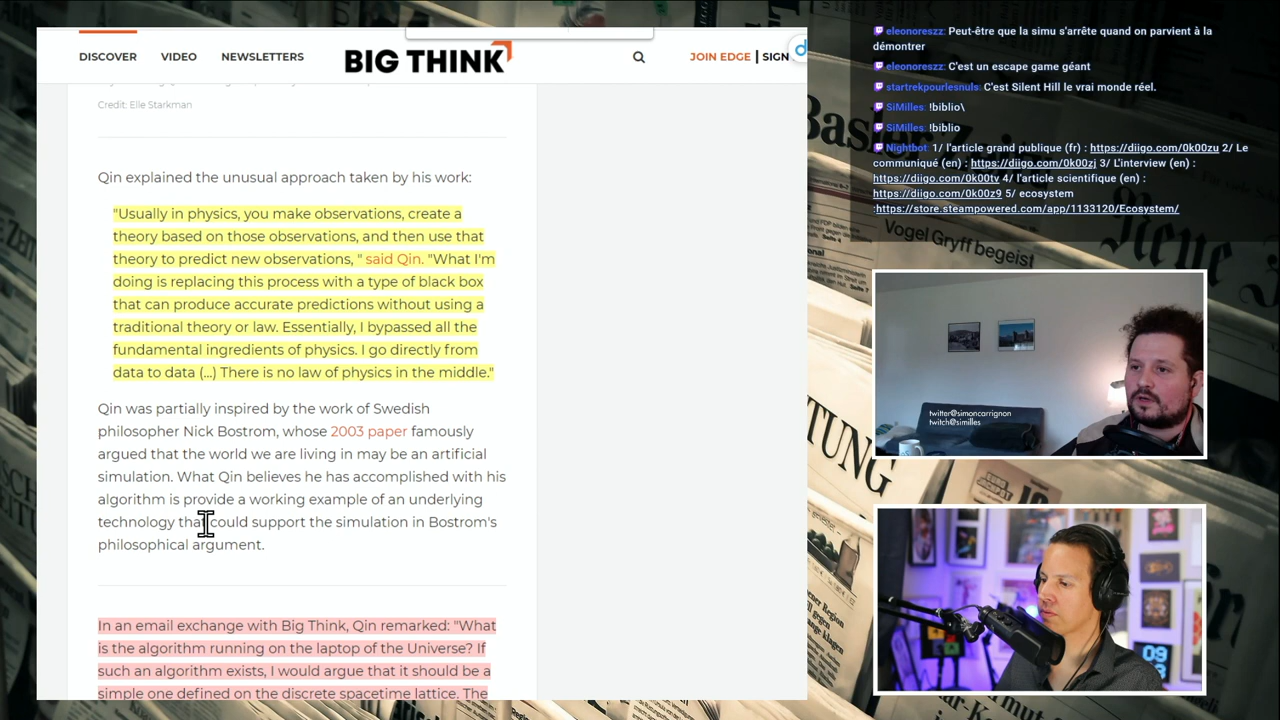 DISCOVER VIDEO NEWSLETTERS BIG THINK JOIN EDGE | SIGN
Credit: Elle Starkman
Qin explained the unusual approach taken by his work:
"Usually in physics, you make observations, create a
theory based on those observations, and then use that
theory to predict new observations, " said Qin. "What I'm
doing is replacing this process with a type of black box
that can produce accurate predictions without using a
traditional theory or law. Essentially, I bypassed all the
fundamental ingredients of physics. I go directly from
data to data (...) There is no law of physics in the middle."
Qin was partially inspired by the work of Swedish
philosopher Nick Bostrom, whose 2003 paper famously
argued that the world we are living in may be an artificial
simulation. What Qin believes he has accomplished with his
algorithm is provide a working example of an underlying
technology that could support the simulation in Bostrom's
philosophical argument.
In an email exchange with Big Think, Qin remarked: "What
is the algorithm running on the laptop of the Universe? If
such an algorithm exists, I would argue that it should be a
simple one defined on the discrete spacetime lattice. The
eleonoreszz: Peut-être que la simu s'arrête quand on parvient à la
démontrer
eleonoreszz: C'est un escape game géant
startrekpourlesnuls: C'est Silent Hill le vrai monde réel.
SiMilles: !biblio\
SiMilles: !biblio
Nightbot: 1/ l'article grand publique (fr) : https://diigo.com/0k00zu 2/ Le
communiqué (en) : https://diigo.com/0k00zj 3/ L'interview (en) :
https://diigo.com/0k00tv 4/ l'article scientifique (en) :
https://diigo.com/0k00z9 5/ ecosystem
:https://store.steampowered.com/app/1133120/Ecosystem/
Basler Zeitung
Vogel Gryff begeist
Neue
TUNG
twitter@simoncarrignon
twitch@similles